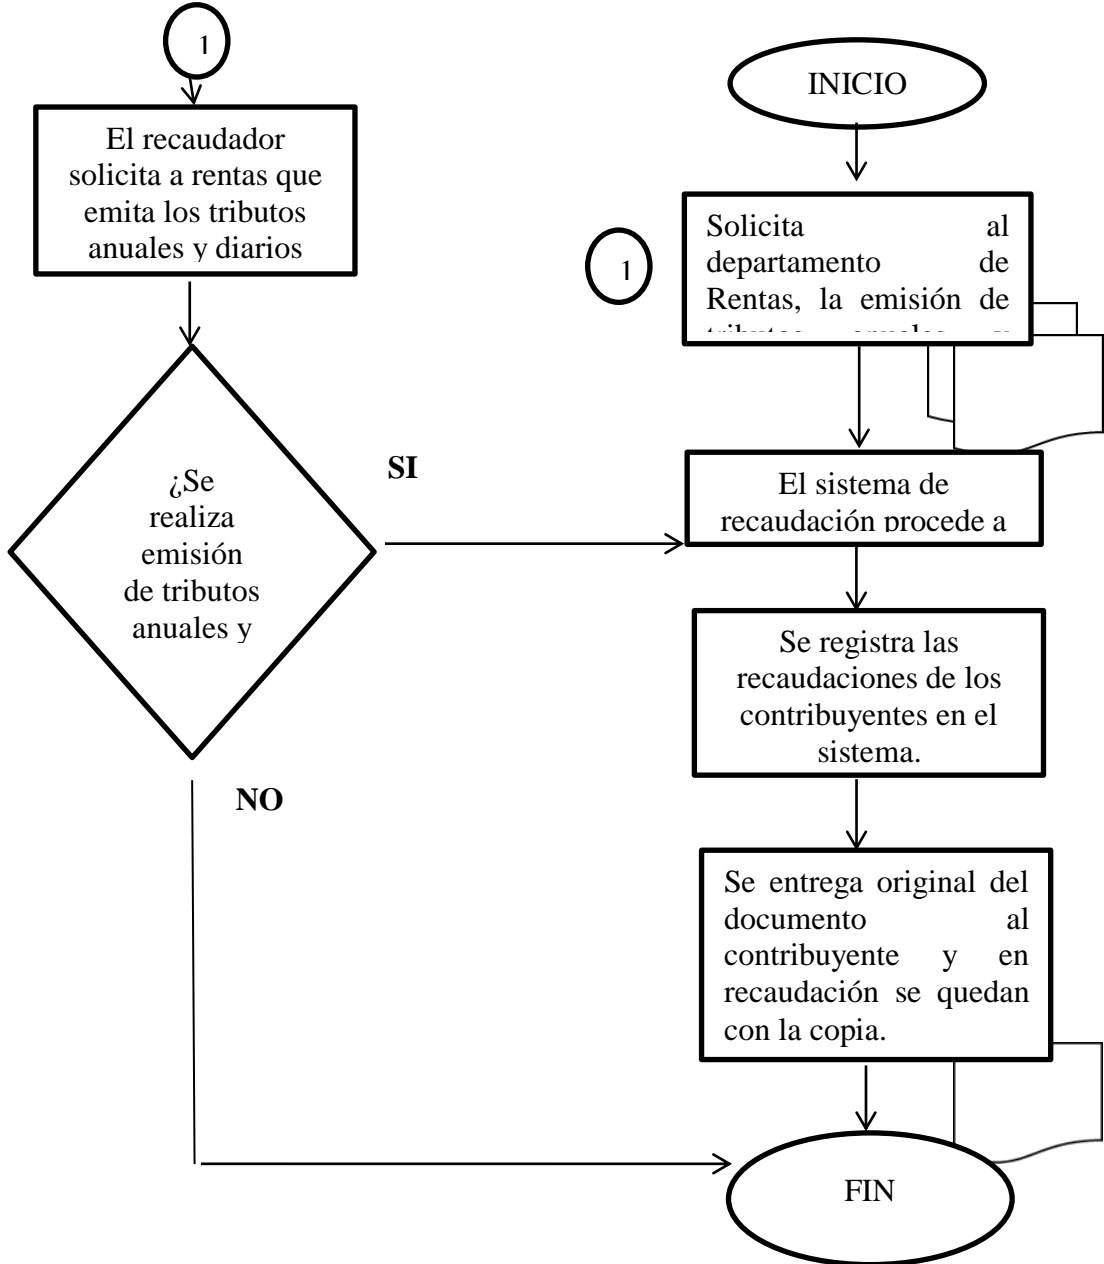 1
El recaudador
solicita a rentas que
emita los tributos
anuales y diarios
¿Se
realiza
emisión
de tributos
anuales y
SI
NO
INICIO
1
Solicita al
departamento de
Rentas, la emisión de
tributos anuales y
El sistema de
recaudación procede a
Se registra las
recaudaciones de los
contribuyentes en el
sistema.
Se entrega original del
documento al
contribuyente y en
recaudación se quedan
con la copia.
FIN